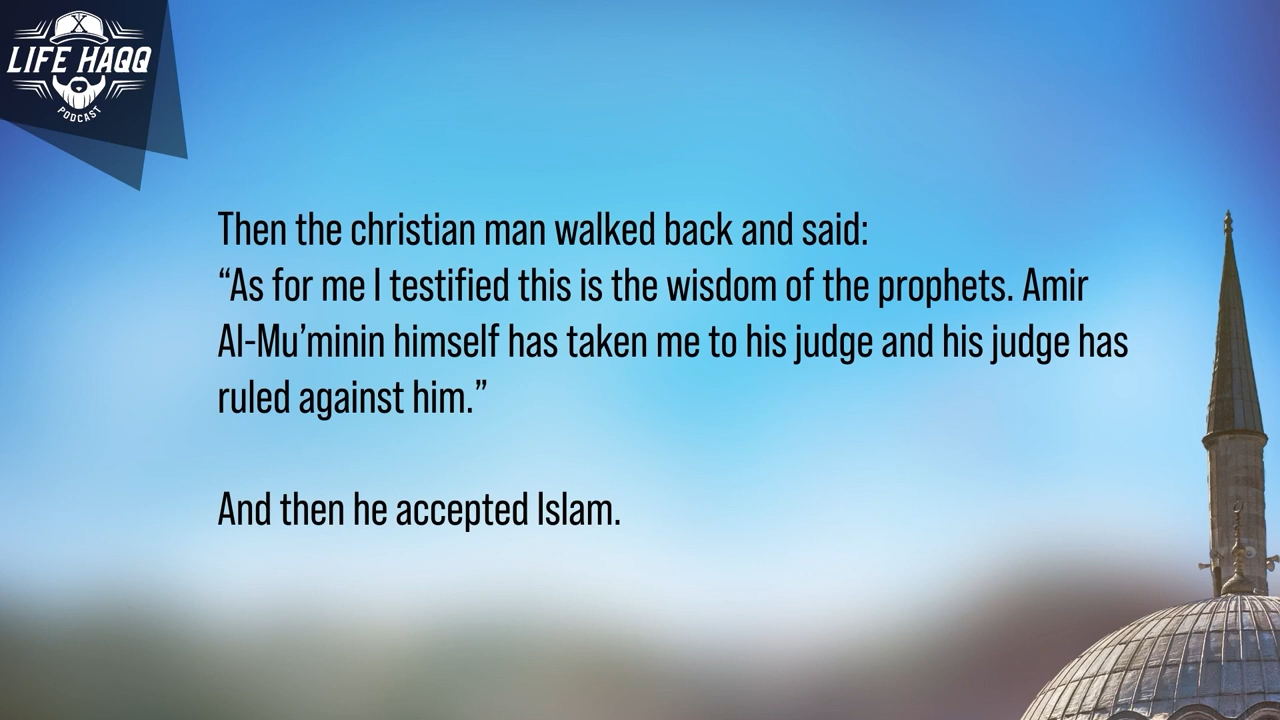 LIFE HAQQ
PODCAST
Then the christian man walked back and said:
“As for me I testified this is the wisdom of the prophets. Amir
Al-Mu’minin himself has taken me to his judge and his judge has
ruled against him.”
And then he accepted Islam.